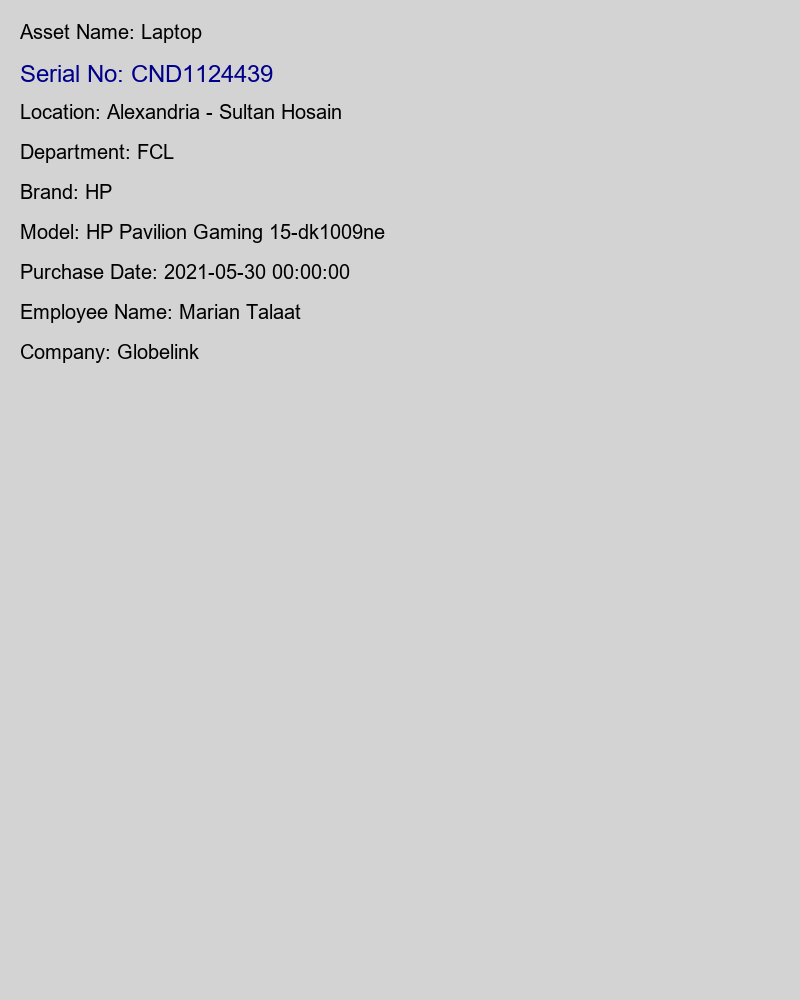 Asset Name: Laptop
Serial No: CND1124439
Location: Alexandria - Sultan Hosain
Department: FCL
Brand: HP
Model: HP Pavilion Gaming 15-dk1009ne
Purchase Date: 2021-05-30 00:00:00
Employee Name: Marian Talaat
Company: Globelink